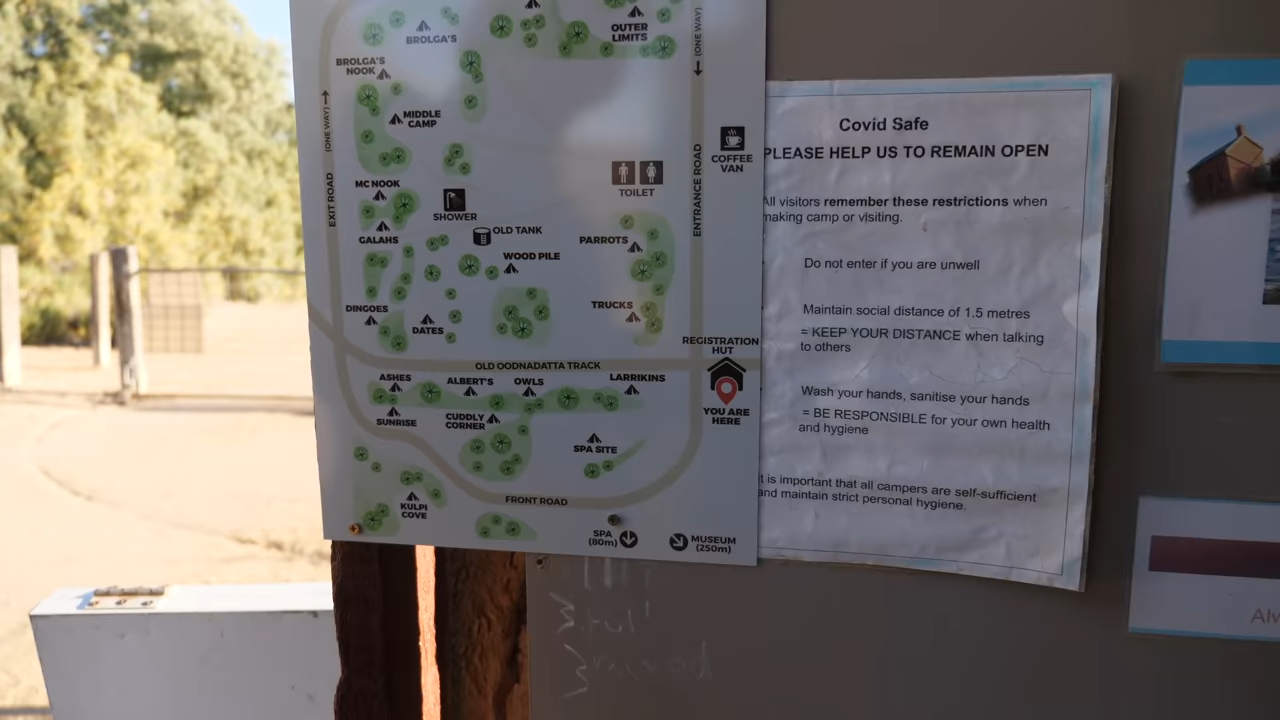 BROLGA'S
OUTER
LIMITS
BROLGA'S
NOOK
MIDDLE
CAMP
(ONE WAY)
(ONE WAY)
EXIT ROAD
ENTRANCE ROAD
COFFEE
VAN
TOILET
MC NOOK
SHOWER
GALAHS
OLD TANK
PARROTS
WOOD PILE
DINGOES
DATES
TRUCKS
REGISTRATION
HUT
OLD OODNADATTA TRACK
ASHES
ALBERT'S
OWLS
LARRIKINS
YOU ARE
HERE
SUNRISE
CUDDLY
CORNER
SPA SITE
FRONT ROAD
KULPI
COVE
SPA
(80m)
MUSEUM
(250m)
Covid Safe
PLEASE HELP US TO REMAIN OPEN
All visitors remember these restrictions when
making camp or visiting.
Do not enter if you are unwell
Maintain social distance of 1.5 metres
= KEEP YOUR DISTANCE when talking
to others
Wash your hands, sanitise your hands
= BE RESPONSIBLE for your own health
and hygiene
It is important that all campers are self-sufficient
and maintain strict personal hygiene.